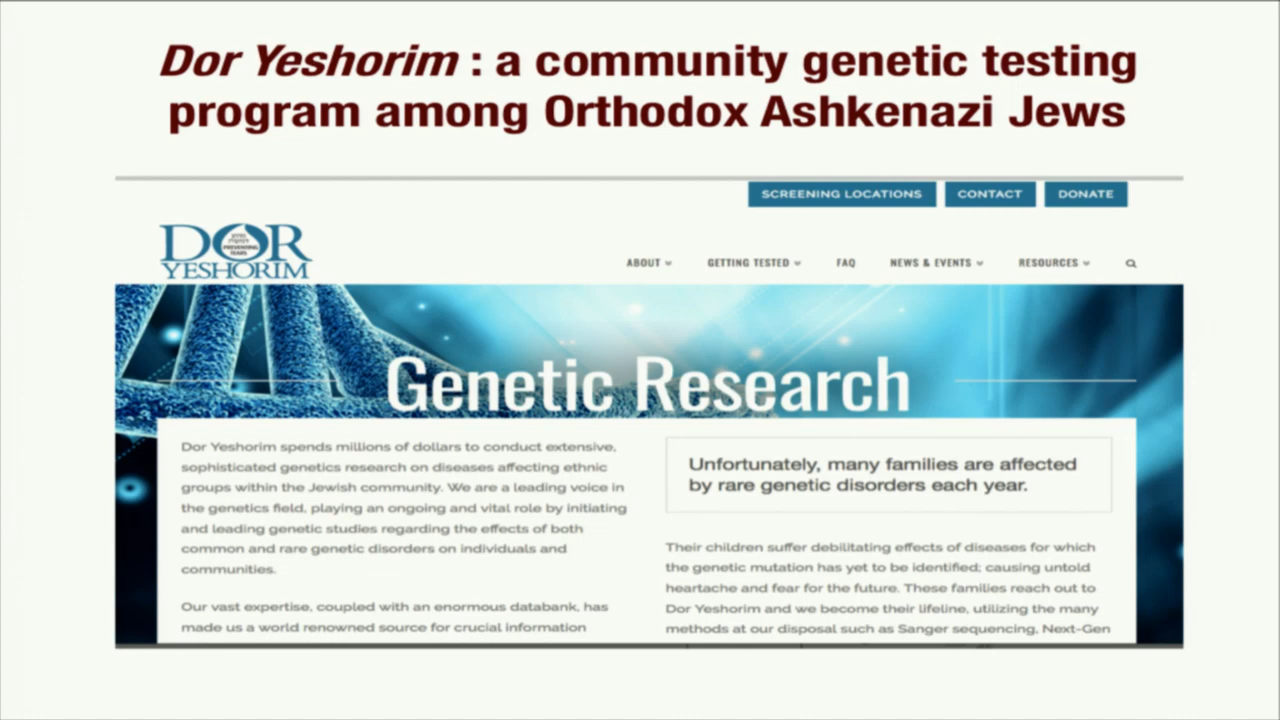 Dor Yeshorim : a community genetic testing
program among Orthodox Ashkenazi Jews
SCREENING LOCATIONS CONTACT DONATE
DOR
PREVENTING
TEARS
YESHORIM
ABOUT GETTING TESTED FAQ NEWS & EVENTS RESOURCES
Genetic Research
Dor Yeshorim spends millions of dollars to conduct extensive,
sophisticated genetics research on diseases affecting ethnic
groups within the Jewish community. We are a leading voice in
the genetics field, playing an ongoing and vital role by initiating
and leading genetic studies regarding the effects of both
common and rare genetic disorders on individuals and
communities.
Our vast expertise, coupled with an enormous databank, has
made us a world renowned source for crucial information
Unfortunately, many families are affected
by rare genetic disorders each year.
Their children suffer debilitating effects of diseases for which
the genetic mutation has yet to be identified; causing untold
heartache and fear for the future. These families reach out to
Dor Yeshorim and we become their lifeline, utilizing the many
methods at our disposal such as Sanger sequencing, Next-Gen